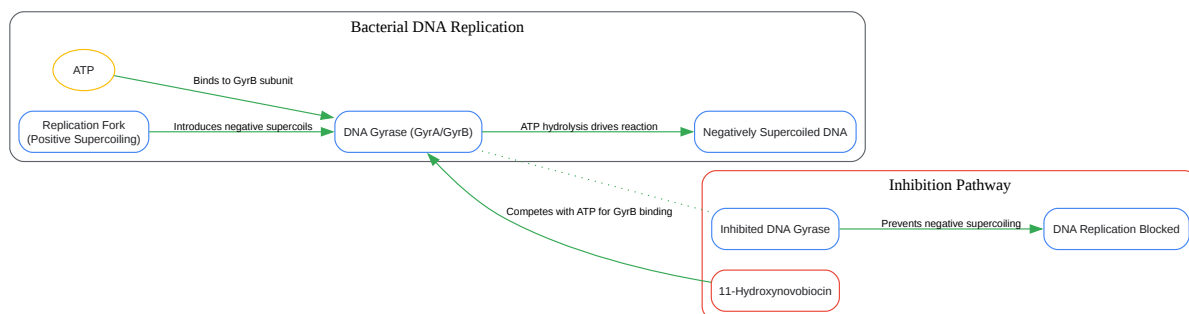 Bacterial DNA Replication
ATP
Binds to GyrB subunit
Replication Fork
(Positive Supercoiling)
Introduces negative supercoils
DNA Gyrase (GyrA/GyrB)
ATP hydrolysis drives reaction
Negatively Supercoiled DNA
Inhibition Pathway
Competes with ATP for GyrB binding
Inhibited DNA Gyrase
Prevents negative supercoiling
DNA Replication Blocked
11-Hydroxynovobiocin